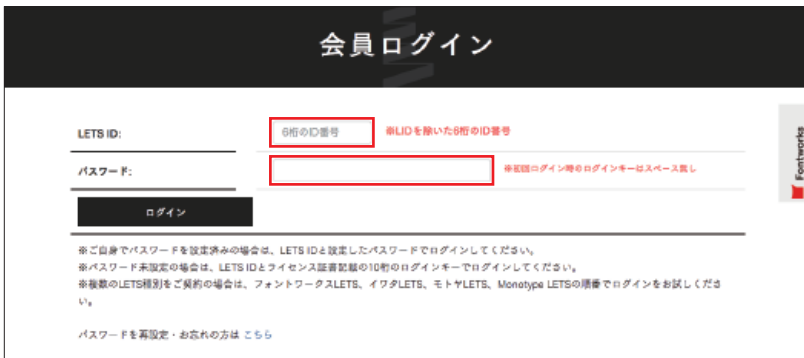 会員ログイン
LETS ID:
6桁のID番号
※LIDを除いた6桁のID番号
パスワード:
※初回ログイン時のログインキーはスペース無し
ログイン
※ご自身でパスワードを設定済みの場合は、LETS IDと設定したパスワードでログインしてください。
※パスワード未設定の場合は、LETS IDとライセンス証書記載の10桁のログインキーでログインしてください。
※複数のLETS種別をご契約の場合は、フォントワークスLETS、イワタLETS、モトヤLETS、Monotype LETSの順番でログインをお試しくださ
い。
パスワードを再設定・お忘れの方は こちら
Fontworks